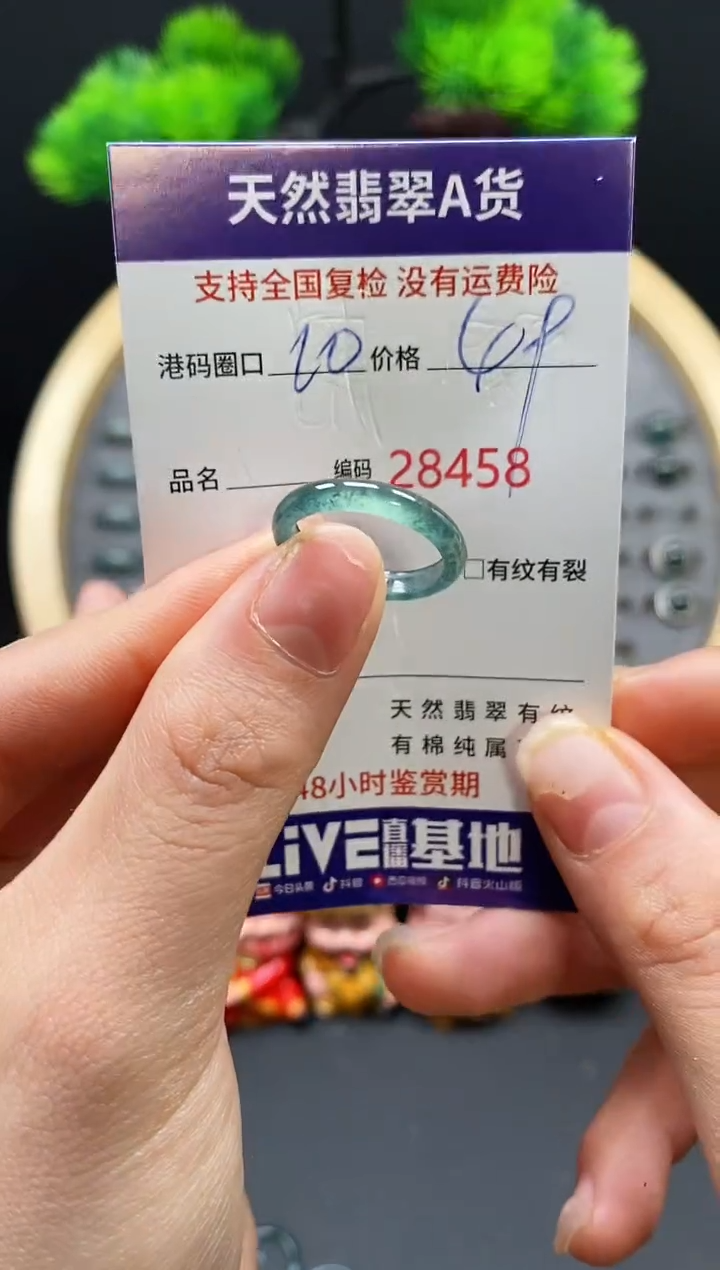 天然翡翠A货
支持全国复检 没有运费险
港码圈口 10 价格 69
品名 编码 28458
□有纹有裂
天然翡翠有纹
有棉纯属
48小时鉴赏期
LiVE直播基地
今日头条 抖音 西瓜视频 抖音火山版